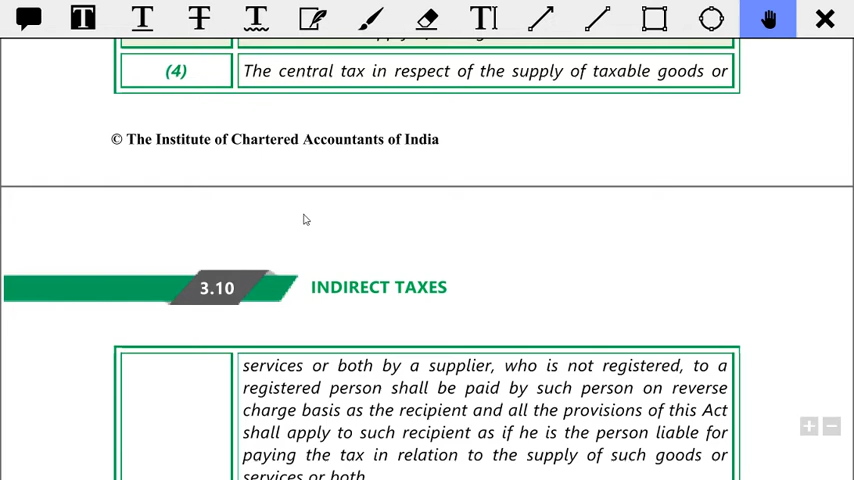 (4) The central tax in respect of the supply of taxable goods or
© The Institute of Chartered Accountants of India
3.10 INDIRECT TAXES
services or both by a supplier, who is not registered, to a
registered person shall be paid by such person on reverse
charge basis as the recipient and all the provisions of this Act
shall apply to such recipient as if he is the person liable for
paying the tax in relation to the supply of such goods or
services or both.